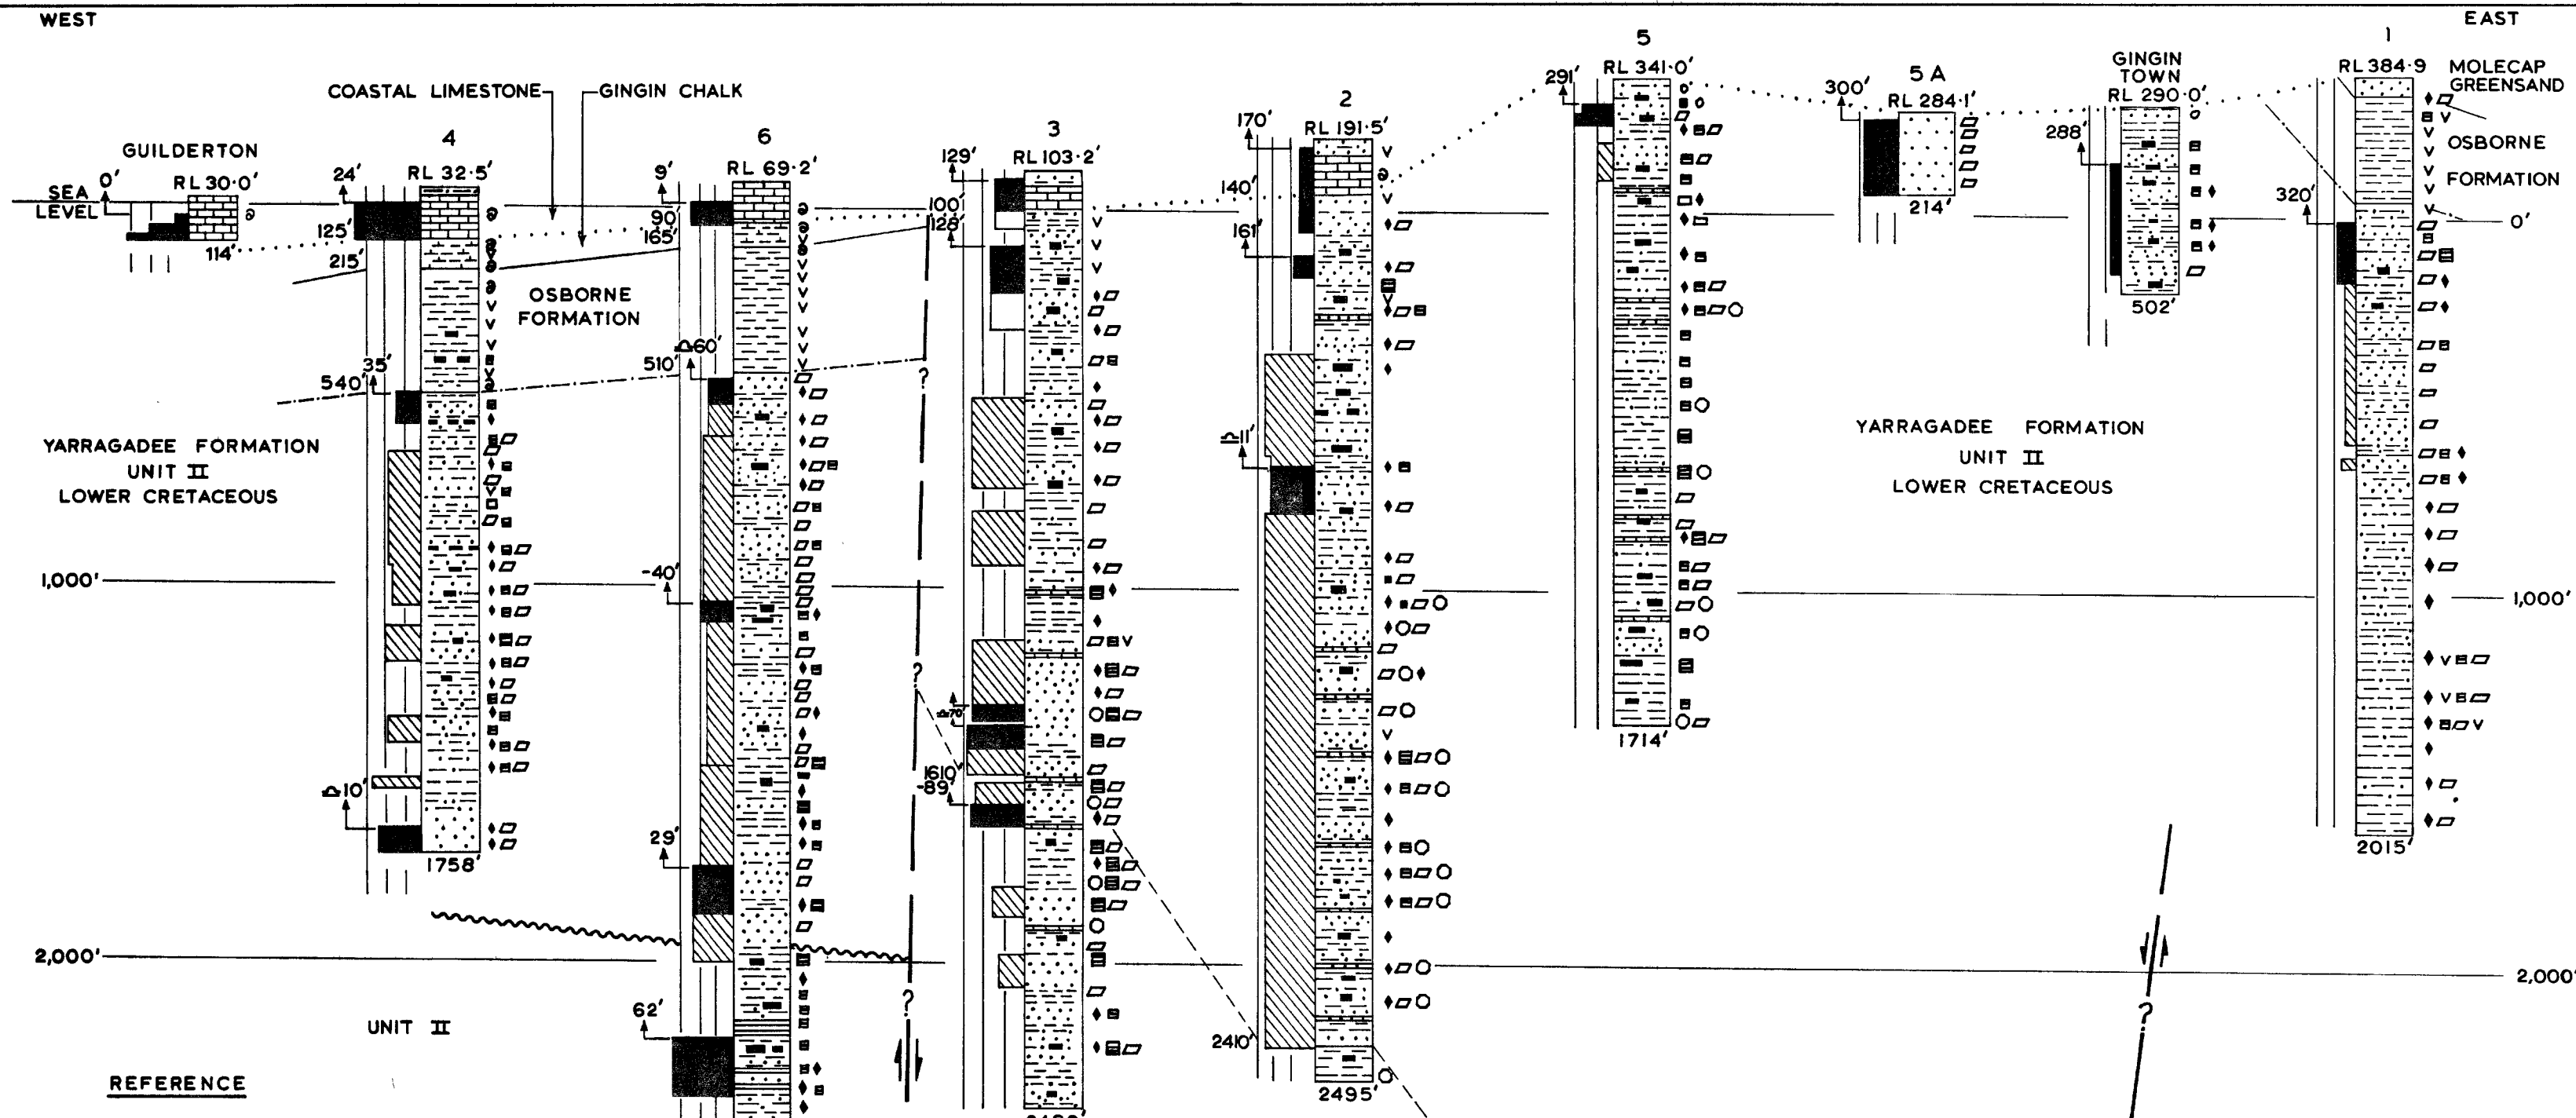 WEST
EAST
COASTAL LIMESTONE
GINGIN CHALK
GUILDERTON
RL 30·0′
0′
SEA
LEVEL
114′
4
RL 32·5′
24′
125′
215′
35′
540′
1758′
6
RL 69·2′
9′
90′
165′
510′
60′
-40′
29′
62′
OSBORNE
FORMATION
3
RL 103·2′
129′
100′
128′
70′
1610′
-89′
2
RL 191·5′
170′
140′
161′
11′
2410′
2495′
5
RL 341·0′
291′
1714′
5 A
RL 284·1′
300′
214′
GINGIN
TOWN
RL 290·0′
288′
502′
1
RL 384·9
320′
2015′
MOLECAP
GREENSAND
OSBORNE
FORMATION
0′
YARRAGADEE FORMATION
UNIT II
LOWER CRETACEOUS
YARRAGADEE FORMATION
UNIT II
LOWER CRETACEOUS
10′
1,000′
1,000′
2,000′
2,000′
?
?
?
?
UNIT II
REFERENCE